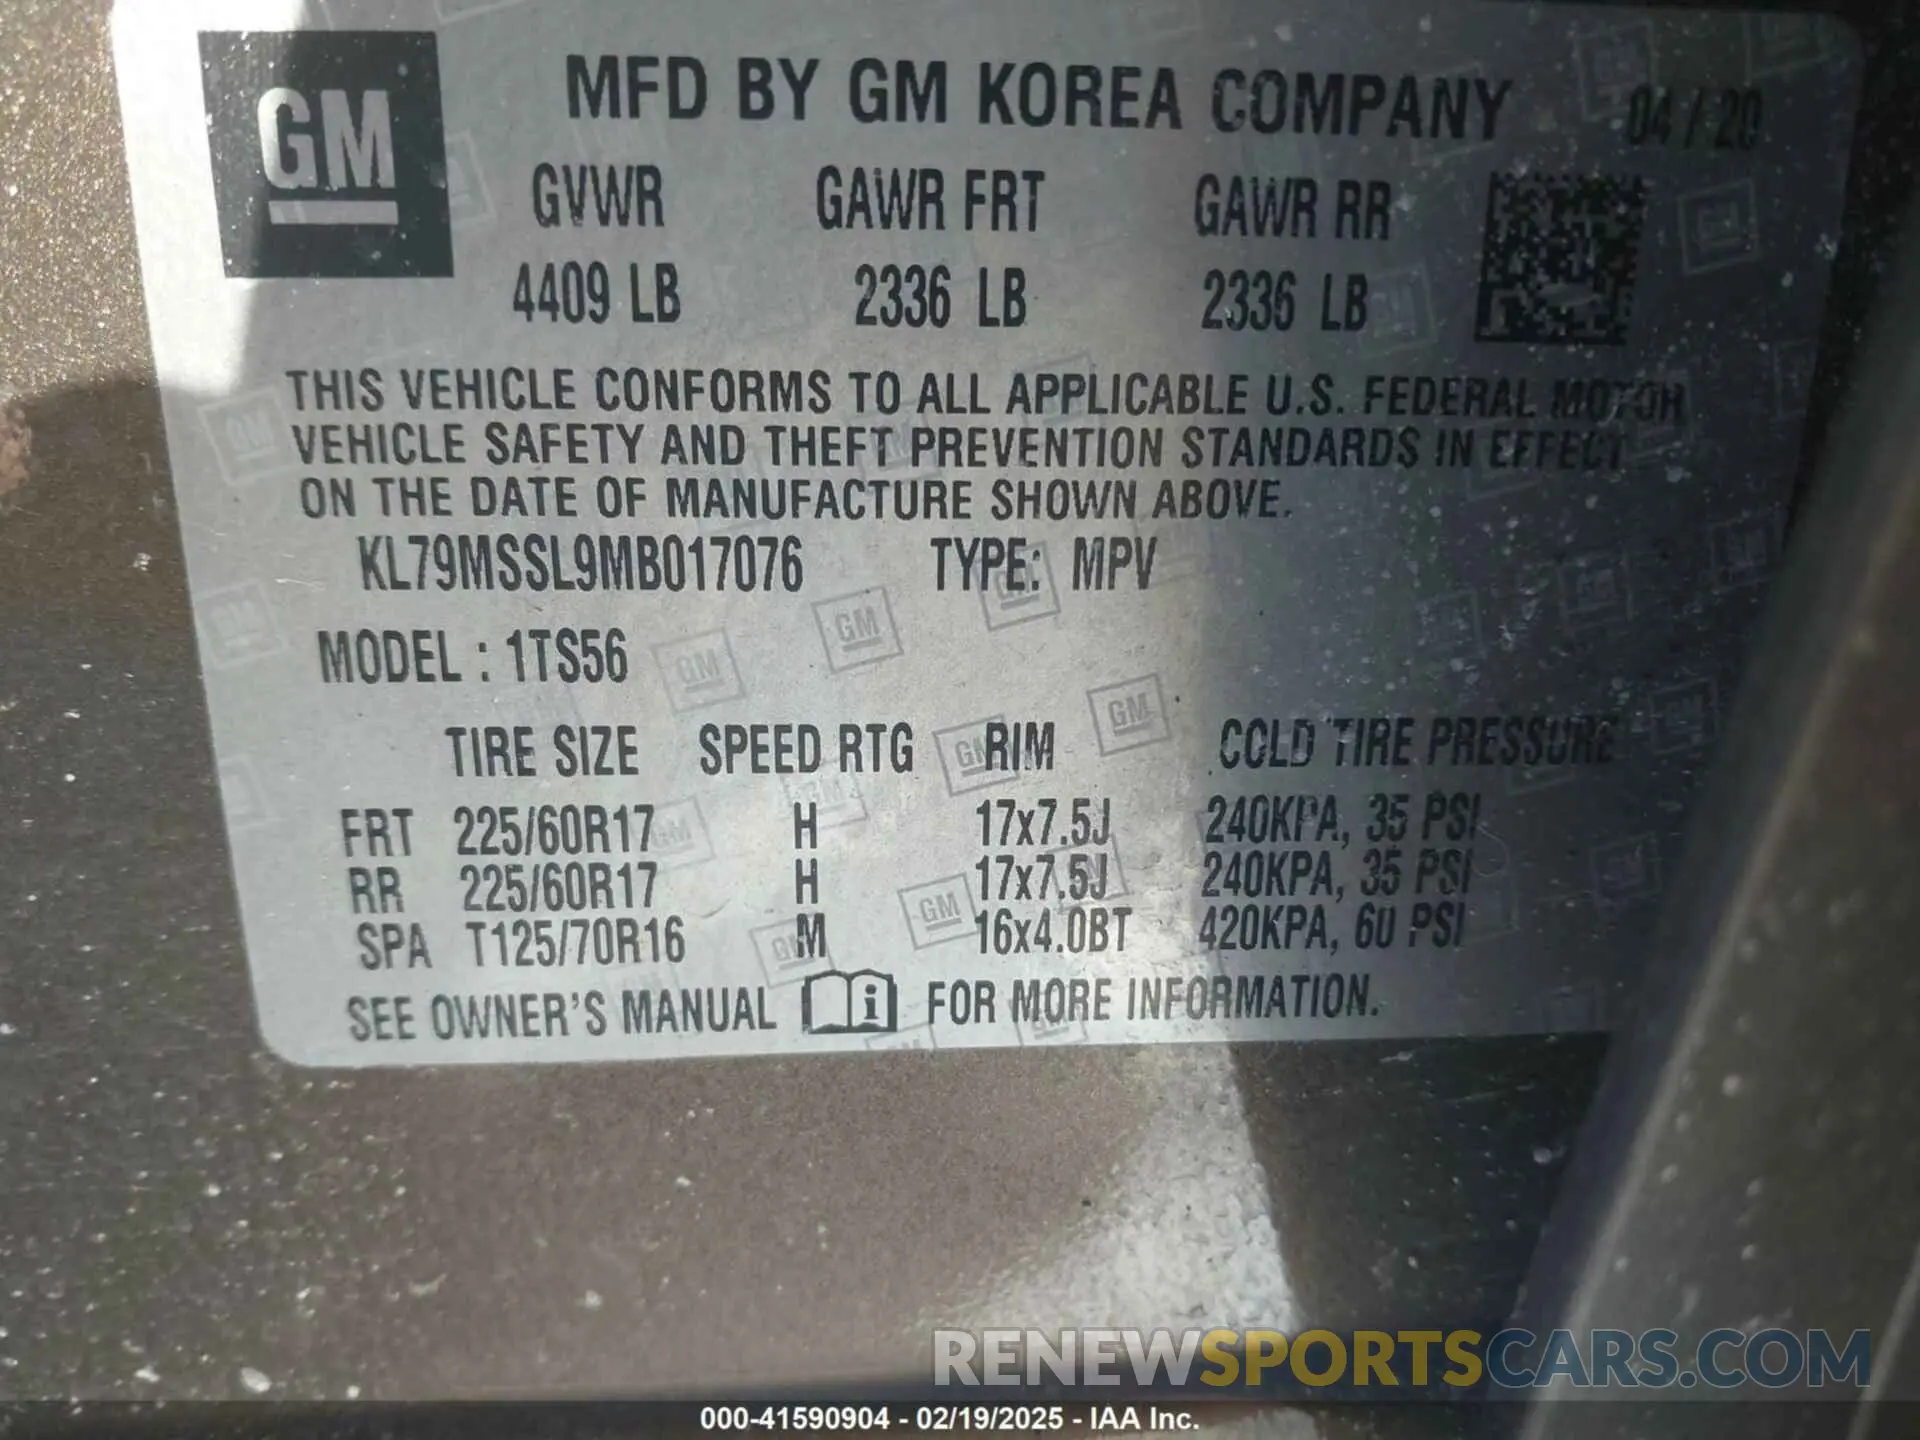 GM
MFD BY GM KOREA COMPANY 04 / 20
GVWR GAWR FRT GAWR RR
4409 LB 2336 LB 2336 LB
THIS VEHICLE CONFORMS TO ALL APPLICABLE U.S. FEDERAL MOTOR
VEHICLE SAFETY AND THEFT PREVENTION STANDARDS IN EFFECT
ON THE DATE OF MANUFACTURE SHOWN ABOVE.
KL79MSSL9MB017076 TYPE: MPV
MODEL : 1TS56
TIRE SIZE SPEED RTG RIM COLD TIRE PRESSURE
FRT 225/60R17 H 17x7.5J 240KPA, 35 PSI
RR 225/60R17 H 17x7.5J 240KPA, 35 PSI
SPA T125/70R16 M 16x4.0BT 420KPA, 60 PSI
SEE OWNER'S MANUAL i FOR MORE INFORMATION.
RENEWSPORTSCARS.COM
000-41590904 - 02/19/2025 - IAA Inc.